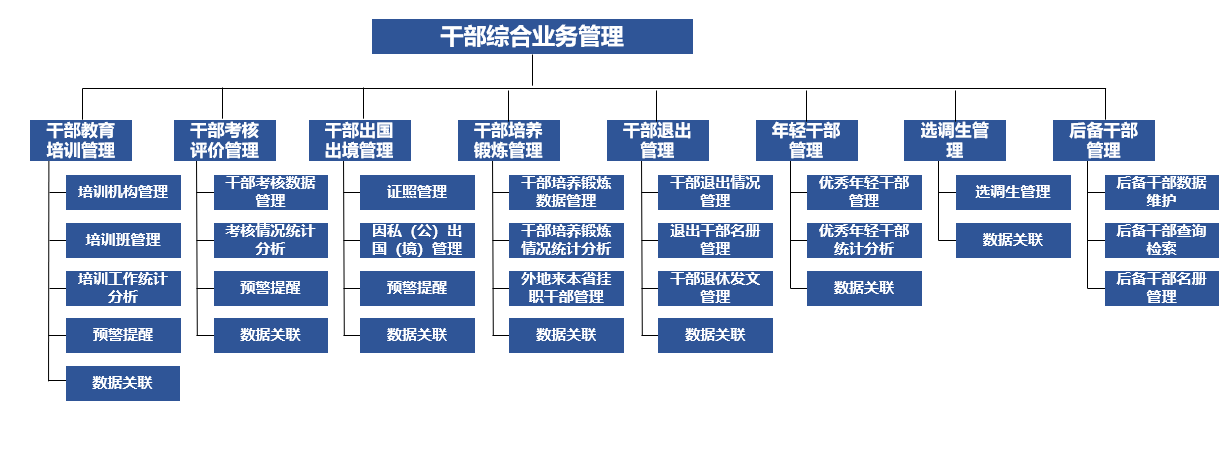 干部综合业务管理
干部教育
培训管理
培训机构管理
培训班管理
培训工作统计
分析
预警提醒
数据关联
干部考核
评价管理
干部考核数据
管理
考核情况统计
分析
预警提醒
数据关联
干部出国
出境管理
证照管理
因私（公）出
国（境）管理
预警提醒
数据关联
干部培养
锻炼管理
干部培养锻炼
数据管理
干部培养锻炼
情况统计分析
外地来本省挂
职干部管理
数据关联
干部退出
管理
干部退出情况
管理
退出干部名册
管理
干部退休发文
管理
数据关联
年轻干部
管理
优秀年轻干部
管理
优秀年轻干部
统计分析
数据关联
选调生管
理
选调生管理
数据关联
后备干部
管理
后备干部数据
维护
后备干部查询
检索
后备干部名册
管理